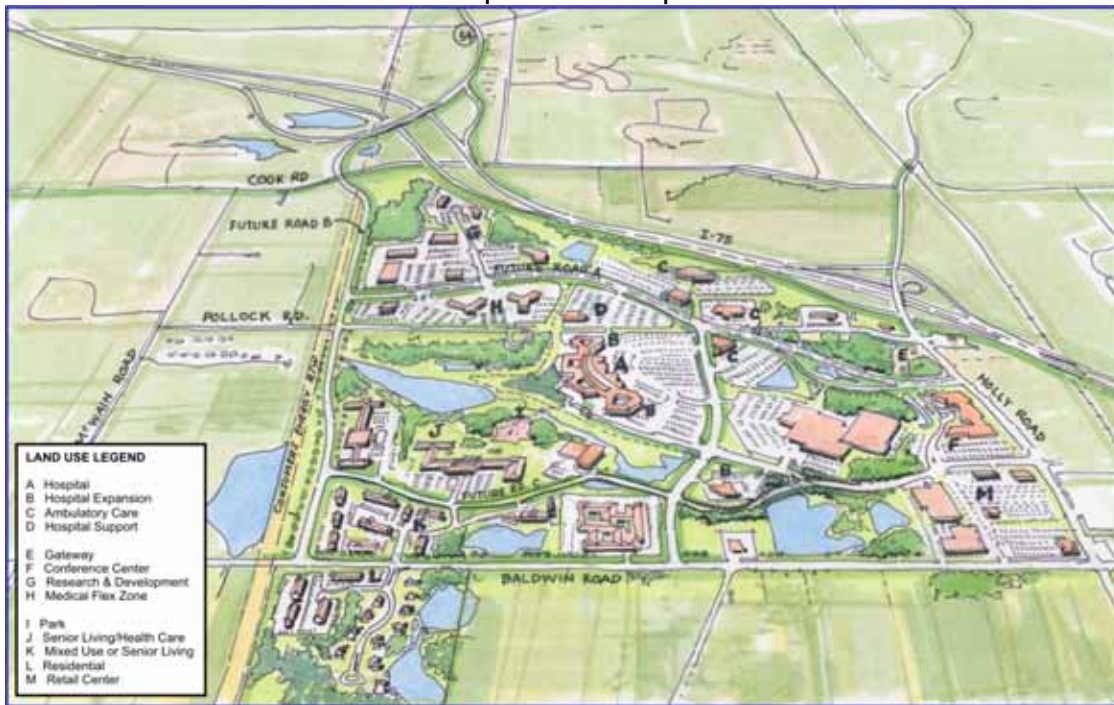 54
COOK RD
FUTURE ROAD B
I-75
G
C
FUTURE ROAD A
H
D
C
POLLOCK RD.
B
A
C
E
HOLLY ROAD
I
J
F
B
FUTURE RD. C
M
K
BALDWIN ROAD
L
LAND USE LEGEND
A Hospital
B Hospital Expansion
C Ambulatory Care
D Hospital Support
E Gateway
F Conference Center
G Research & Development
H Medical Flex Zone
I Park
J Senior Living/Health Care
K Mixed Use or Senior Living
L Residential
M Retail Center